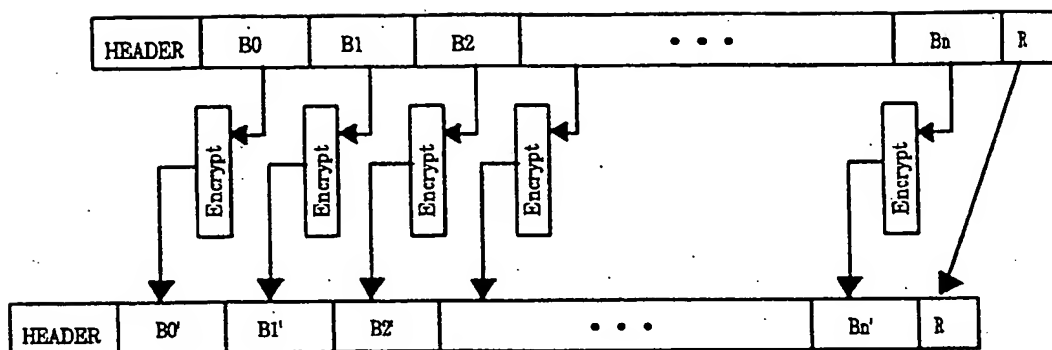 HEADER B0 B1 B2 • • • Bn R
Encrypt Encrypt Encrypt Encrypt Encrypt
HEADER B0' B1' B2' • • • Bn' R